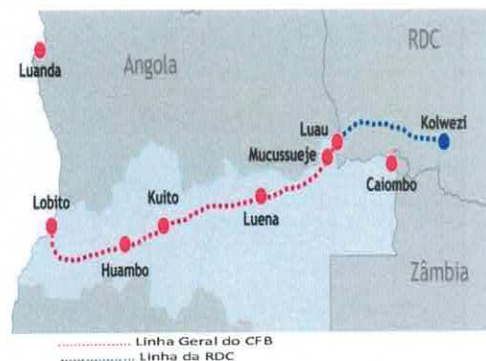 RDC
Angola
Luanda
Luau
Kolwezi
Mucussueje
Caiombo
Kuito
Lobito
Luena
Huambo
Zâmbia
Linha Geral do CFB
Linha da RDC